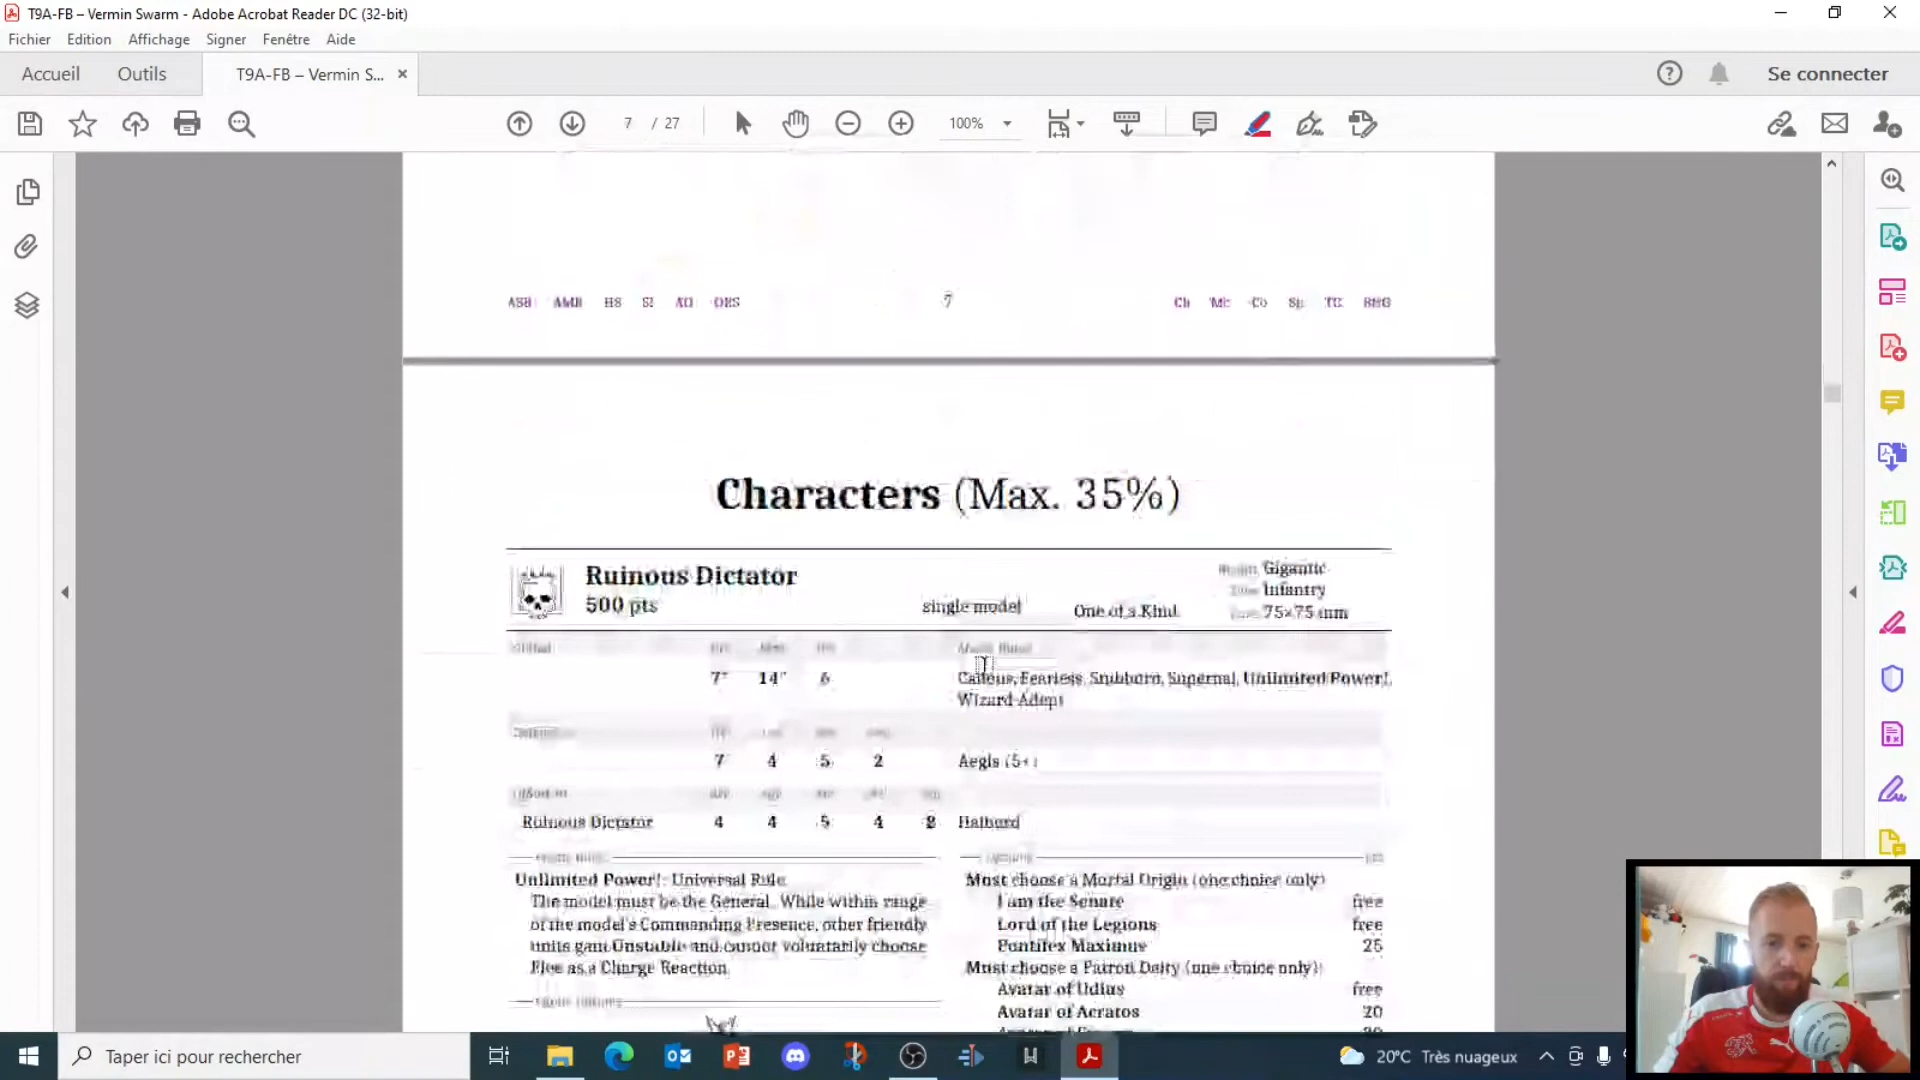 T9A-FB – Vermin Swarm - Adobe Acrobat Reader DC (32-bit)
Fichier Edition Affichage Signer Fenêtre Aide
Accueil Outils T9A-FB – Vermin S... Se connecter
7 / 27 100%
7
Characters (Max. 35%)
Ruinous Dictator
500 pts
single model
One of a Kind
Gigantic
Infantry
75×75 mm
7" 14" 6
Callous, Fearless, Stubborn, Supernal, Unlimited Power!,
Wizard Adept
7 4 5 2 Aegis (5+)
Ruinous Dictator 4 4 5 4 8 Halberd
Unlimited Power!: Universal Rule
The model must be the General. While within range
of the model's Commanding Presence, other friendly
units gain Unstable and cannot voluntarily choose
Flee as a Charge Reaction.
Must choose a Mortal Origin (one choice only):
I am the Senate free
Lord of the Legions free
Pontifex Maximus 25
Must choose a Patron Deity (one choice only):
Avatar of free
Avatar of 20
Taper ici pour rechercher
20°C Très nuageux